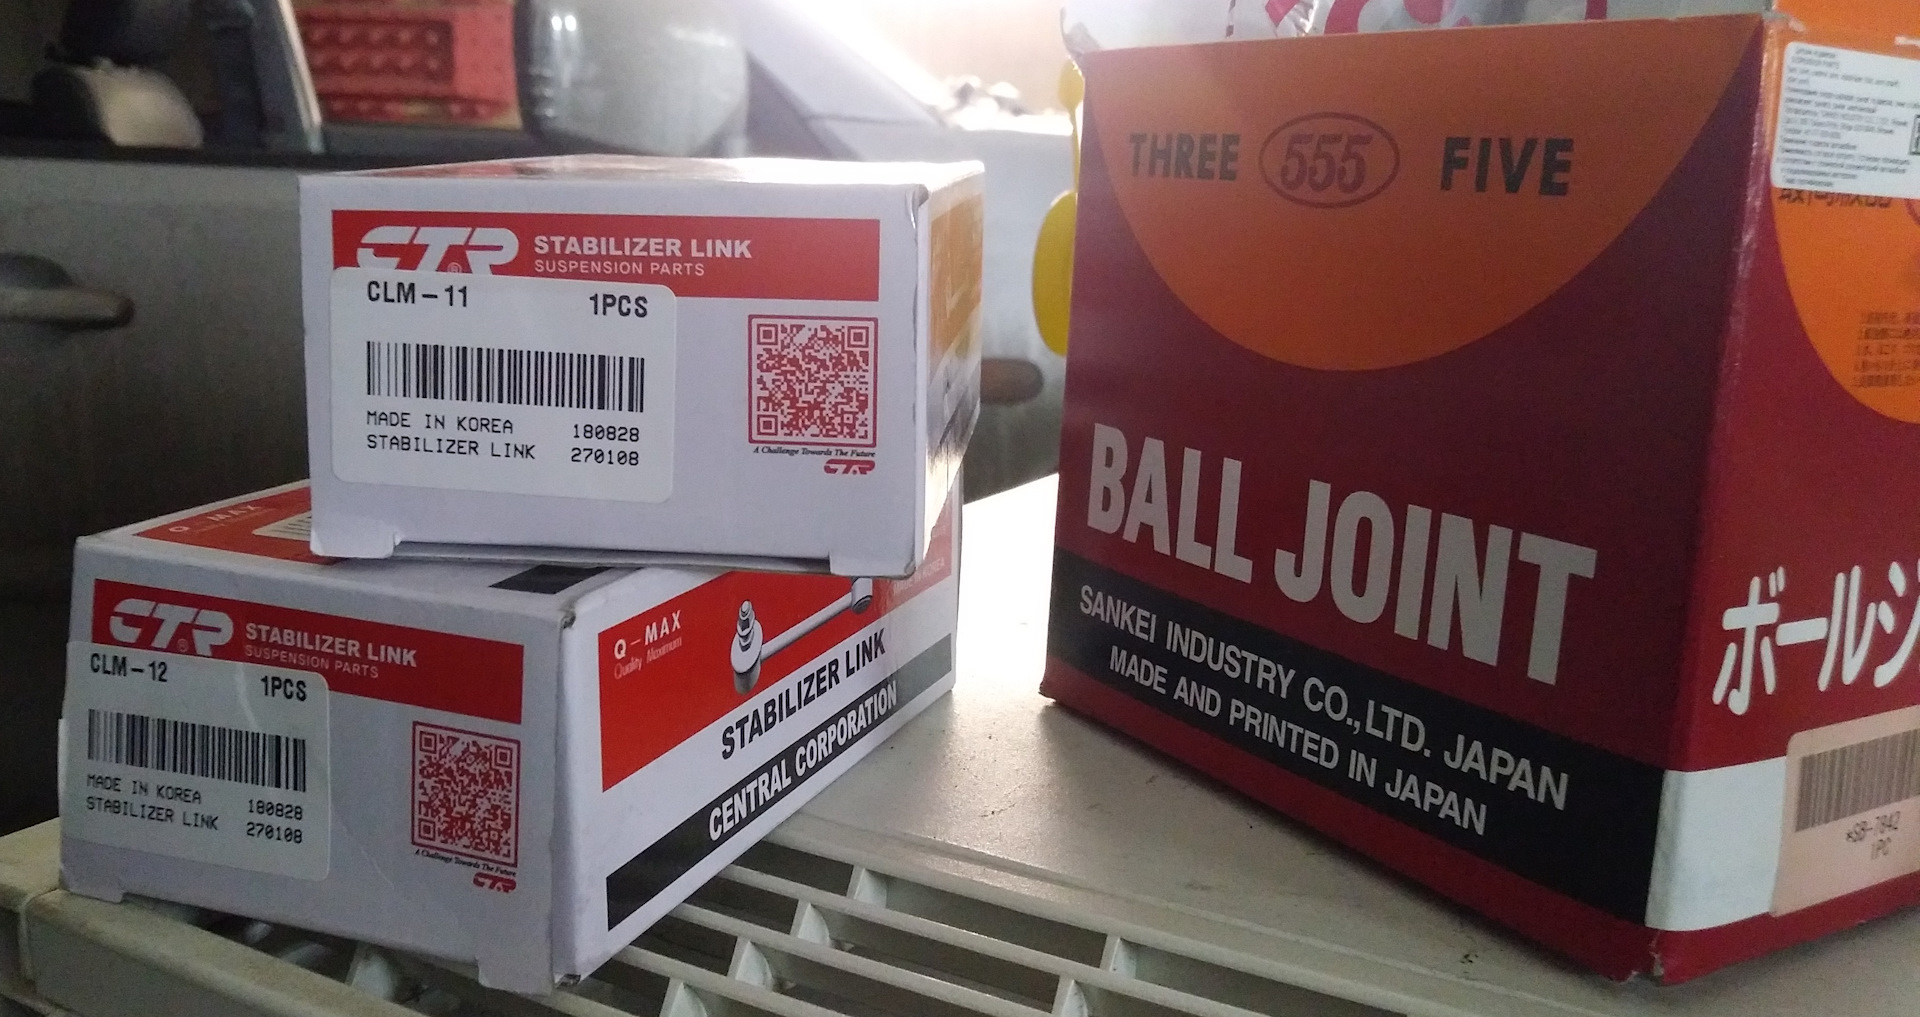 CTR
STABILIZER LINK
SUSPENSION PARTS
CLM-11 1PCS
MADE IN KOREA 180828
STABILIZER LINK 270108
A Challenge Towards The Future
CTR
Q-MAX
CTR
STABILIZER LINK
SUSPENSION PARTS
CLM-12 1PCS
MADE IN KOREA 180828
STABILIZER LINK 270108
A Challenge Towards The Future
CTR
Q-MAX
Quality Maximum
STABILIZER LINK
CENTRAL CORPORATION
THREE 555 FIVE
BALL JOINT
SANKEI INDUSTRY CO.,LTD. JAPAN
MADE AND PRINTED IN JAPAN
ボールジ
*SB-7842
1PC